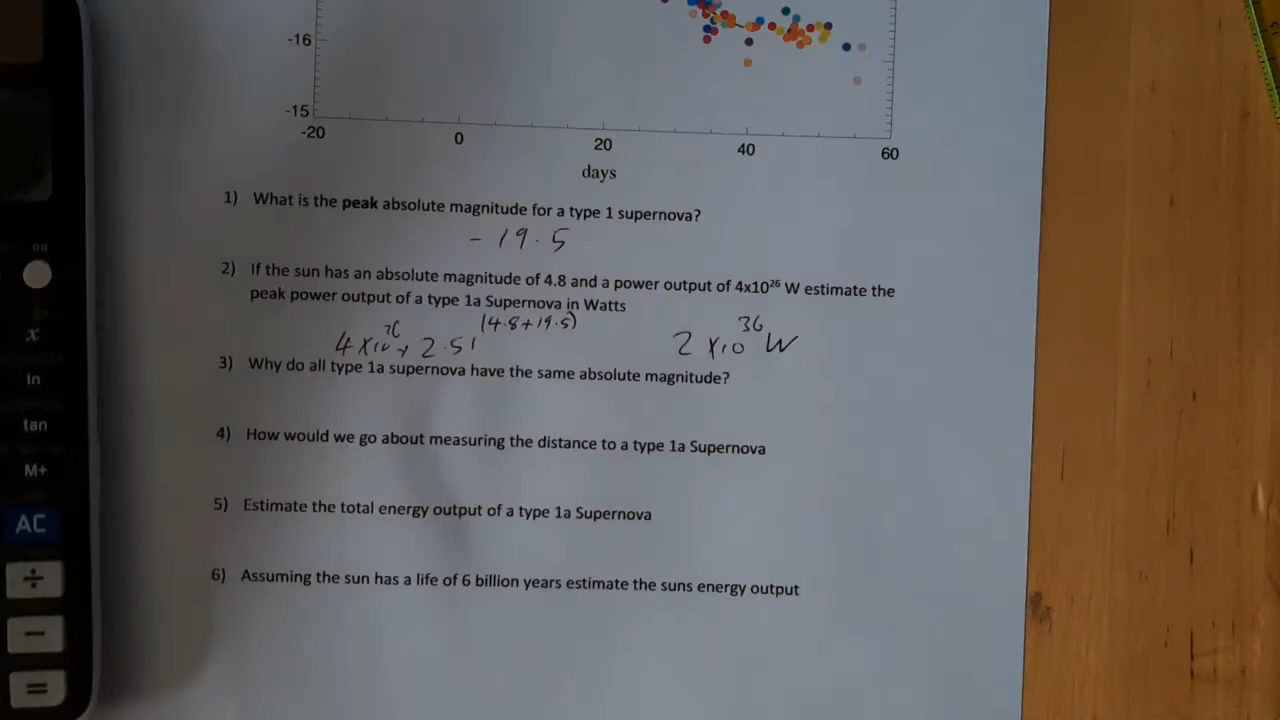 -16
-15
-20 0 20 40 60
days
1) What is the peak absolute magnitude for a type 1 supernova?
- 19.5
2) If the sun has an absolute magnitude of 4.8 and a power output of 4x10²⁶ W estimate the
peak power output of a type 1a Supernova in Watts
4 x10²⁶ x 2.51^(4.8+19.5) 2 x10³⁶ W
3) Why do all type 1a supernova have the same absolute magnitude?
4) How would we go about measuring the distance to a type 1a Supernova
5) Estimate the total energy output of a type 1a Supernova
6) Assuming the sun has a life of 6 billion years estimate the suns energy output
ON
x
In
tan
M+
AC
÷
−
=